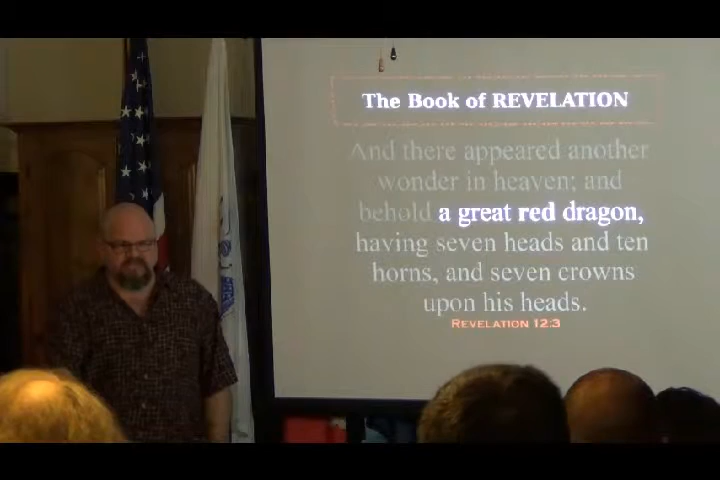 The Book of REVELATION
And there appeared another
wonder in heaven; and
behold a great red dragon,
having seven heads and ten
horns, and seven crowns
upon his heads.
REVELATION 12:3